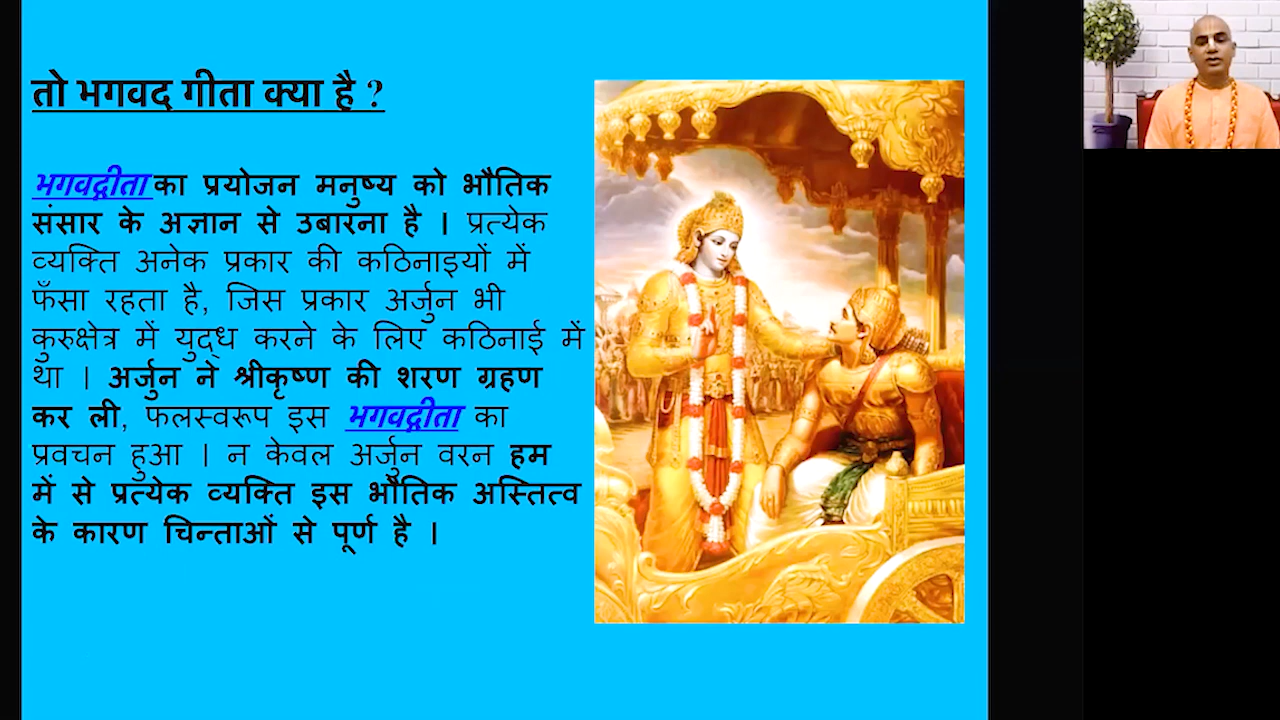 तो भगवद गीता क्या है ?
भगवद्गीता का प्रयोजन मनुष्य को भौतिक
संसार के अज्ञान से उबारना है । प्रत्येक
व्यक्ति अनेक प्रकार की कठिनाइयों में
फँसा रहता है, जिस प्रकार अर्जुन भी
कुरुक्षेत्र में युद्ध करने के लिए कठिनाई में
था । अर्जुन ने श्रीकृष्ण की शरण ग्रहण
कर ली, फलस्वरूप इस भगवद्गीता का
प्रवचन हुआ । न केवल अर्जुन वरन हम
में से प्रत्येक व्यक्ति इस भौतिक अस्तित्व
के कारण चिन्ताओं से पूर्ण है ।